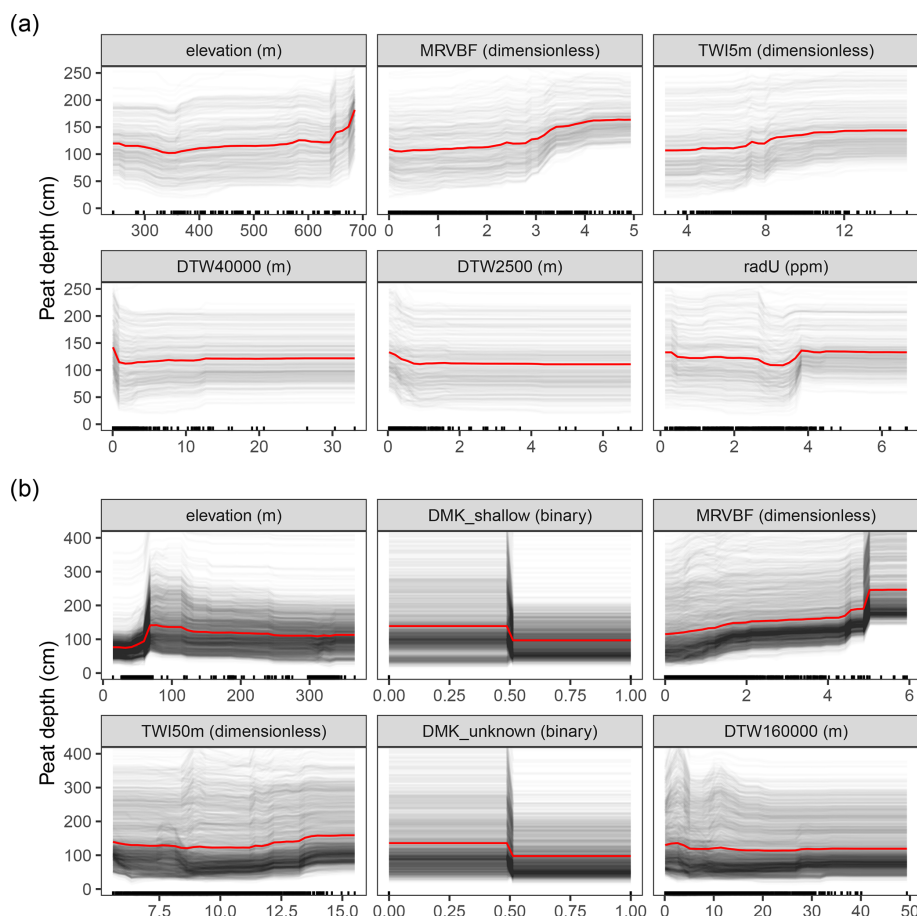 (a)
elevation (m) MRVBF (dimensionless) TWI5m (dimensionless)
250
200
150
100
50
0
300 400 500 600 700 0 1 2 3 4 5 4 8 12
DTW40000 (m) DTW2500 (m) radU (ppm)
250
200
150
100
50
0
0 10 20 30 0 2 4 6 0 2 4 6
Peat depth (cm)
(b)
elevation (m) DMK_shallow (binary) MRVBF (dimensionless)
400
300
200
100
0
0 100 200 300 0.00 0.25 0.50 0.75 1.00 0 2 4 6
TWI50m (dimensionless) DMK_unknown (binary) DTW160000 (m)
400
300
200
100
0
7.5 10.0 12.5 15.0 0.00 0.25 0.50 0.75 1.00 0 10 20 30 40 50
Peat depth (cm)